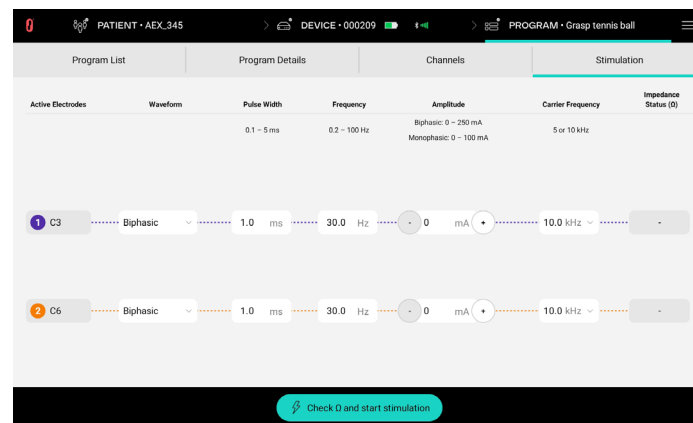 PATIENT • AEX_345 > DEVICE • 000209 > PROGRAM • Grasp tennis ball
Program List Program Details Channels Stimulation
Active Electrodes Waveform Pulse Width Frequency Amplitude Carrier Frequency Impedance Status (Ω)
0.1 – 5 ms 0.2 – 100 Hz Biphasic: 0 – 250 mA 5 or 10 kHz
Monophasic: 0 – 100 mA
1 C3 Biphasic 1.0 ms 30.0 Hz - 0 mA + 10.0 kHz -
2 C6 Biphasic 1.0 ms 30.0 Hz - 0 mA + 10.0 kHz -
Check Ω and start stimulation